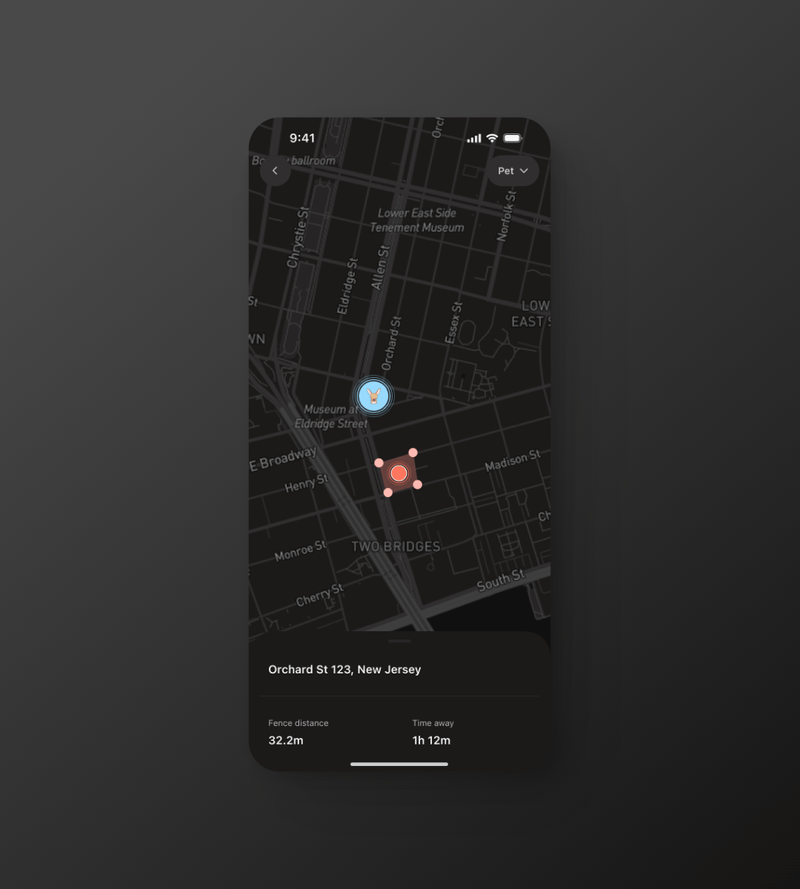 9:41
Orch
Bo ballroom
Pet
Lower East Side
Tenement Museum
Norfolk St
Chrystie St
Allen St
Eldridge St
St
LOW
EAST S
Essex St
Orchard St
WN
Museum at
Eldridge Street
E Broadway
Madison St
Henry St
Ch
TWO BRIDGES
Monroe St
South St
Cherry St
Orchard St 123, New Jersey
Fence distance
Time away
32.2m
1h 12m